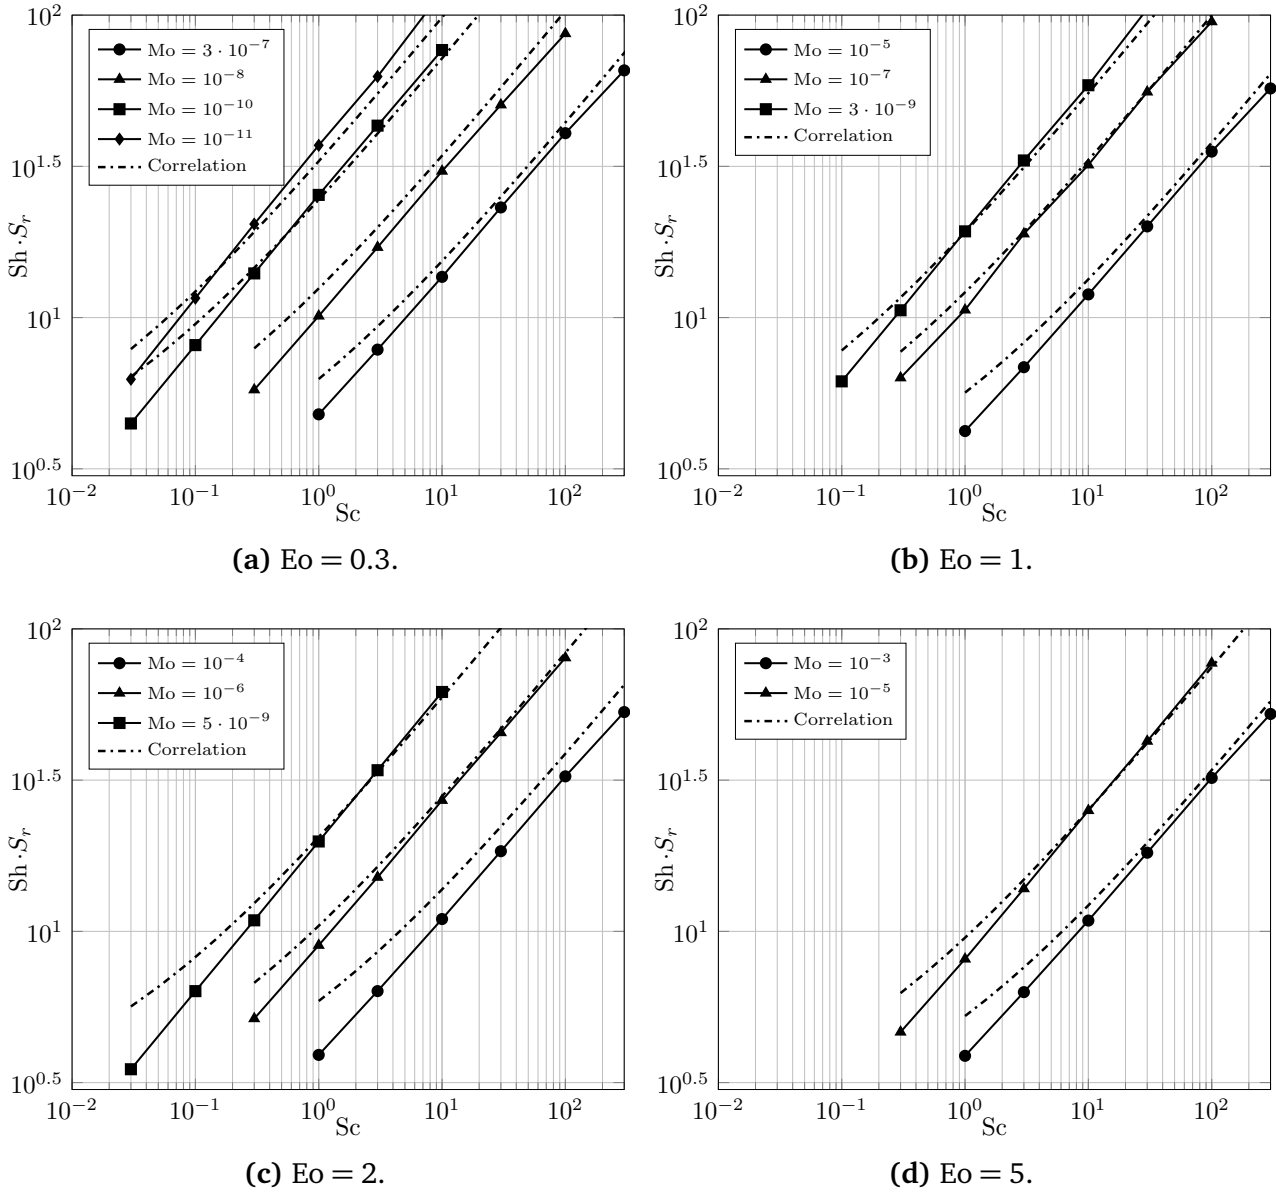 10^2
10^1.5
10^1
10^0.5
Sh · S_r
Mo = 3 · 10^−7
Mo = 10^−8
Mo = 10^−10
Mo = 10^−11
Correlation
10^−2 10^−1 10^0 10^1 10^2
Sc
(a) Eo = 0.3.
10^2
10^1.5
10^1
10^0.5
Sh · S_r
Mo = 10^−5
Mo = 10^−7
Mo = 3 · 10^−9
Correlation
10^−2 10^−1 10^0 10^1 10^2
Sc
(b) Eo = 1.
10^2
10^1.5
10^1
10^0.5
Sh · S_r
Mo = 10^−4
Mo = 10^−6
Mo = 5 · 10^−9
Correlation
10^−2 10^−1 10^0 10^1 10^2
Sc
(c) Eo = 2.
10^2
10^1.5
10^1
10^0.5
Sh · S_r
Mo = 10^−3
Mo = 10^−5
Correlation
10^−2 10^−1 10^0 10^1 10^2
Sc
(d) Eo = 5.